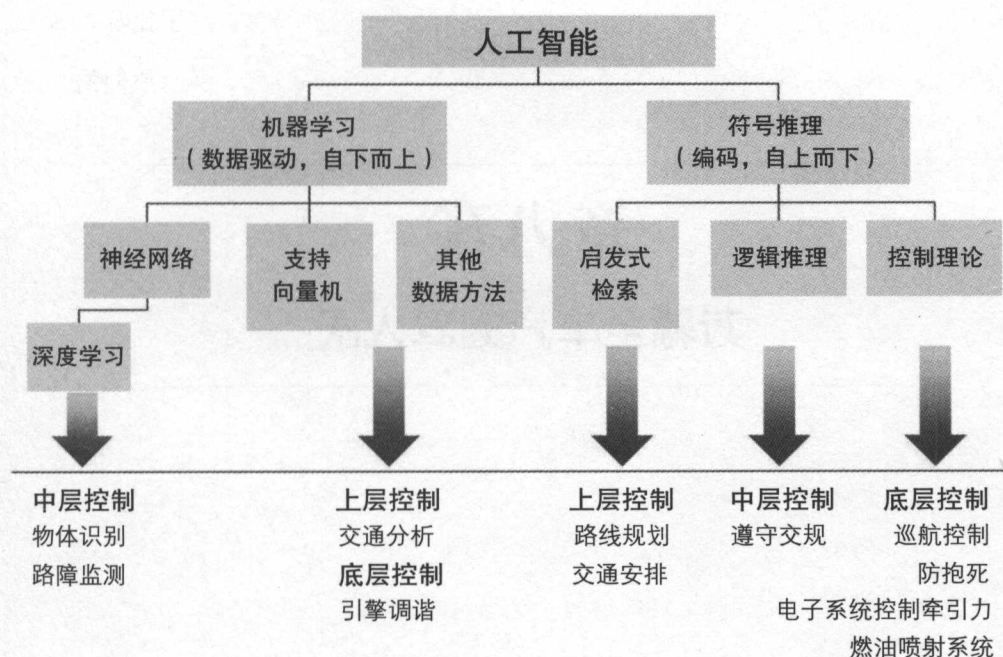 人工智能
机器学习
（数据驱动，自下而上）
符号推理
（编码，自上而下）
神经网络
支持
向量机
其他
数据方法
启发式
检索
逻辑推理
控制理论
深度学习
中层控制
物体识别
路障监测
上层控制
交通分析
底层控制
引擎调谐
上层控制
路线规划
交通安排
中层控制
遵守交规
底层控制
巡航控制
防抱死
电子系统控制牵引力
燃油喷射系统